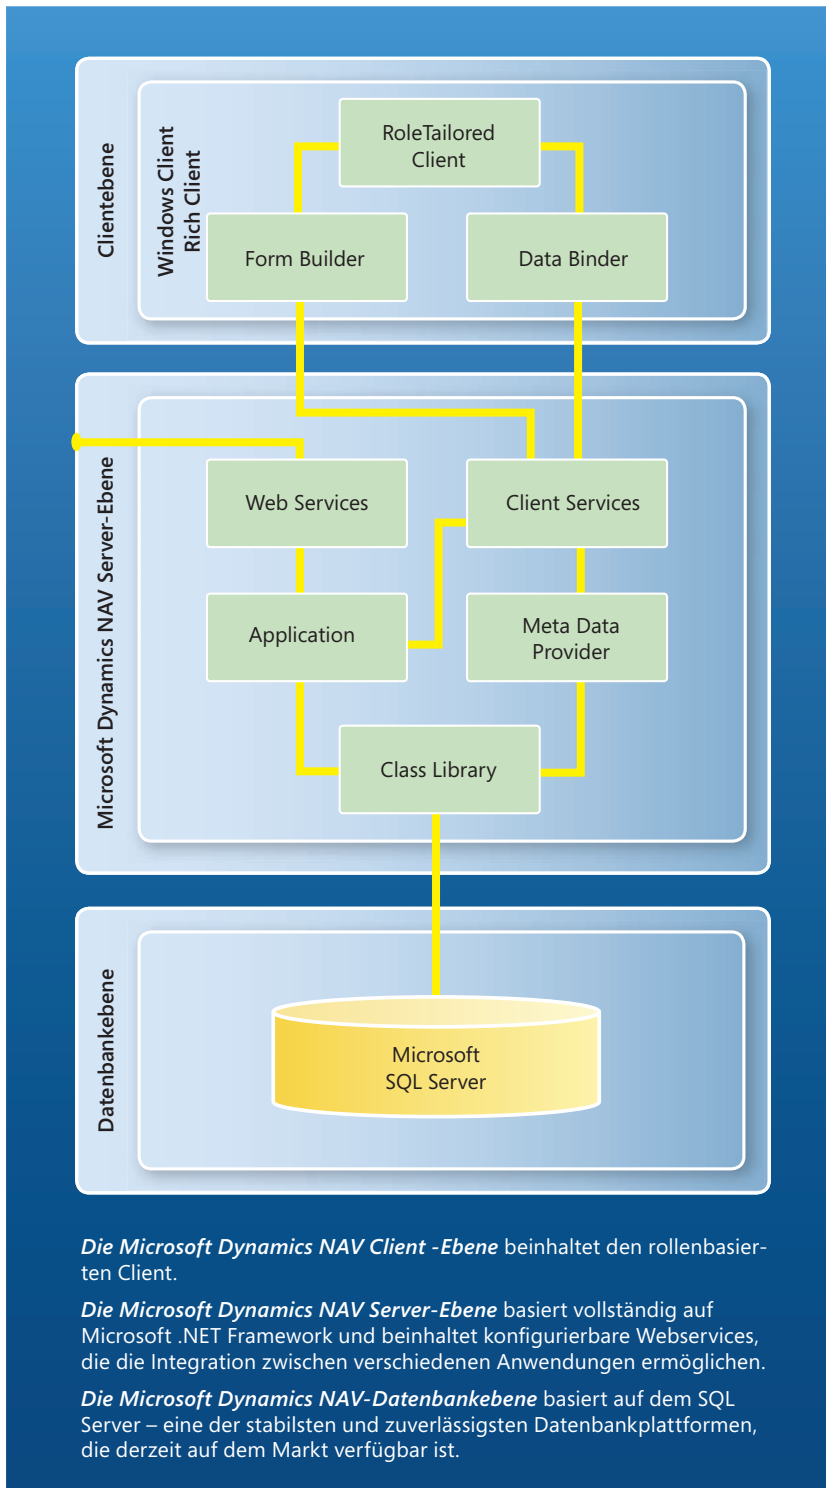 Clientebene
Windows Client
Rich Client
RoleTailored
Client
Form Builder
Data Binder
Microsoft Dynamics NAV Server-Ebene
Web Services
Client Services
Application
Meta Data
Provider
Class Library
Datenbankebene
Microsoft
SQL Server
Die Microsoft Dynamics NAV Client -Ebene beinhaltet den rollenbasier-
ten Client.
Die Microsoft Dynamics NAV Server-Ebene basiert vollständig auf
Microsoft .NET Framework und beinhaltet konfigurierbare Webservices,
die die Integration zwischen verschiedenen Anwendungen ermöglichen.
Die Microsoft Dynamics NAV-Datenbankebene basiert auf dem SQL
Server – eine der stabilsten und zuverlässigsten Datenbankplattformen,
die derzeit auf dem Markt verfügbar ist.